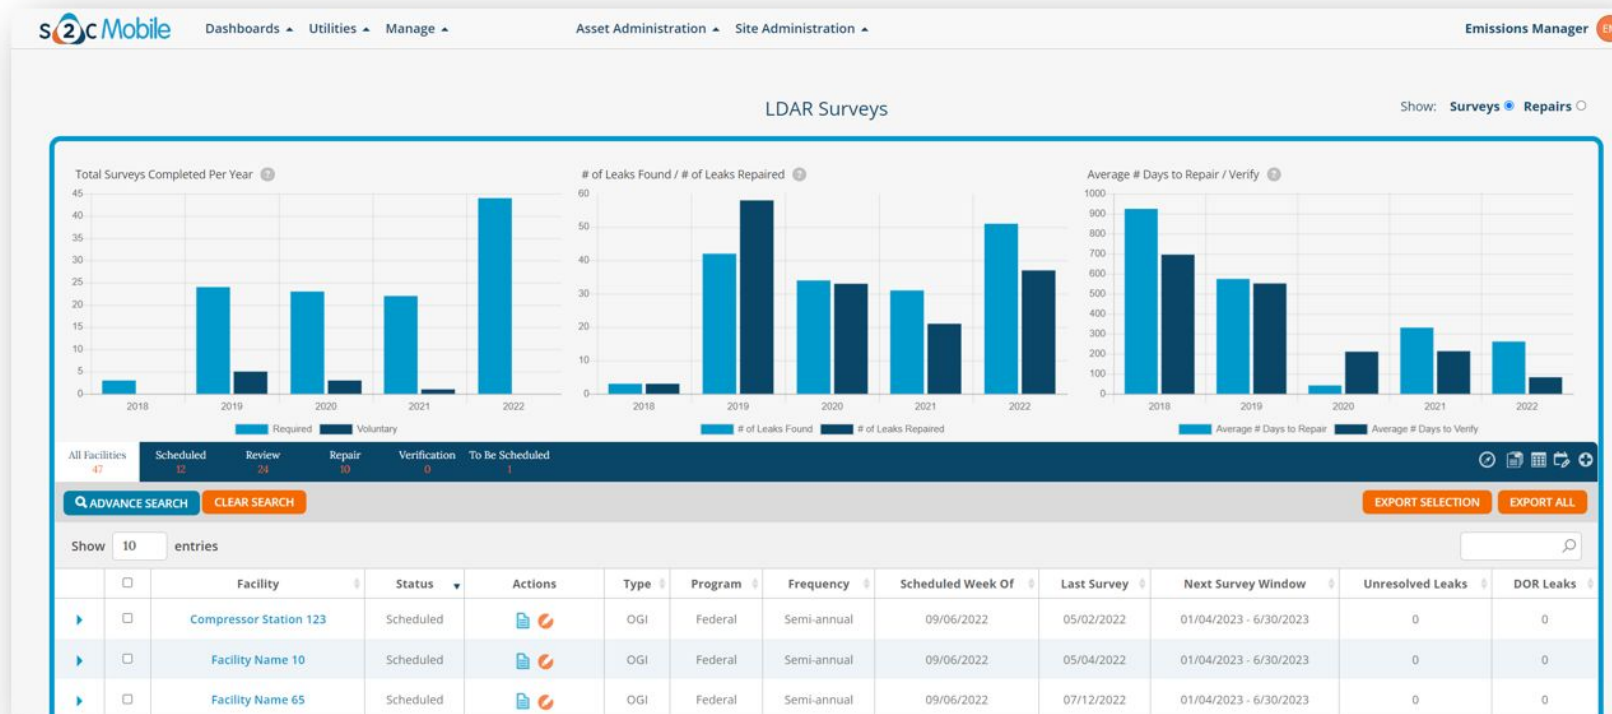 s2c Mobile Dashboards Utilities Manage Asset Administration Site Administration Emissions Manager
LDAR Surveys Show: Surveys Repairs
Total Surveys Completed Per Year ? # of Leaks Found / # of Leaks Repaired ? Average # Days to Repair / Verify ?
45 60 1000
40 50 900
35 40 800
30 30 700
25 20 600
20 10 500
15 0 400
10 300
5 200
0 100
0
2018 2019 2020 2021 2022 2018 2019 2020 2021 2022 2018 2019 2020 2021 2022
Required Voluntary # of Leaks Found # of Leaks Repaired Average # Days to Repair Average # Days to Verify
All Facilities Scheduled Review Repair Verification To Be Scheduled
47 12 24 10 0 1
ADVANCE SEARCH CLEAR SEARCH EXPORT SELECTION EXPORT ALL
Show 10 entries
Facility Status Actions Type Program Frequency Scheduled Week Of Last Survey Next Survey Window Unresolved Leaks DOR Leaks
Compressor Station 123 Scheduled OGI Federal Semi-annual 09/06/2022 05/02/2022 01/04/2023 - 6/30/2023 0 0
Facility Name 10 Scheduled OGI Federal Semi-annual 09/06/2022 05/04/2022 01/04/2023 - 6/30/2023 0 0
Facility Name 65 Scheduled OGI Federal Semi-annual 09/06/2022 07/12/2022 01/04/2023 - 6/30/2023 0 0